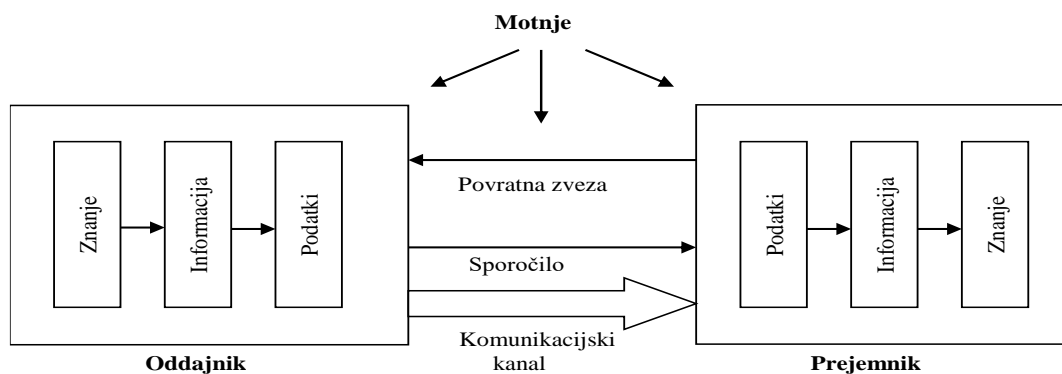 Motnje
Znanje
Informacija
Podatki
Povratna zveza
Sporočilo
Komunikacijski
kanal
Podatki
Informacija
Znanje
Oddajnik
Prejemnik